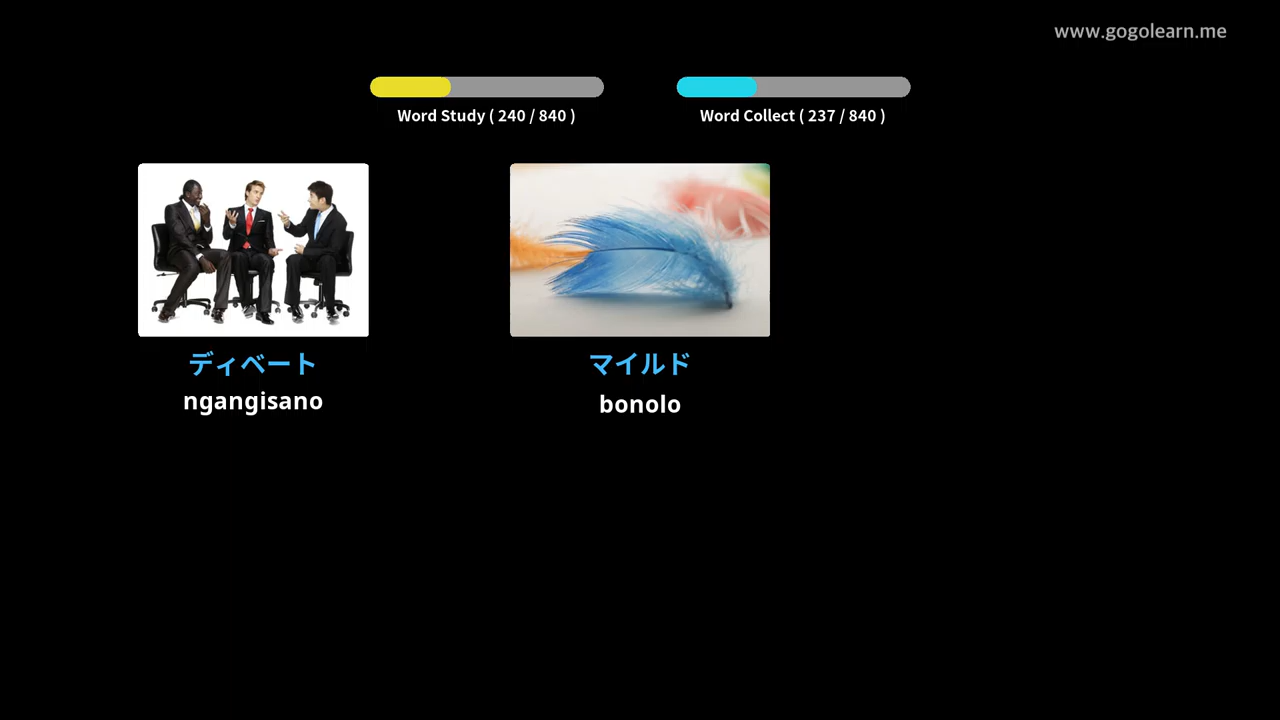 www.gogolearn.me
Word Study ( 240 / 840 )
Word Collect ( 237 / 840 )
ディベート
ngangisano
マイルド
bonolo